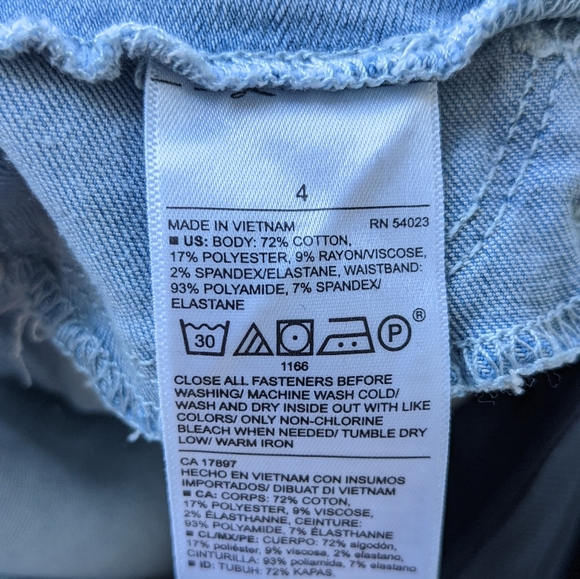 4
MADE IN VIETNAM RN 54023
■ US: BODY: 72% COTTON,
17% POLYESTER, 9% RAYON/VISCOSE,
2% SPANDEX/ELASTANE, WAISTBAND:
93% POLYAMIDE, 7% SPANDEX/
ELASTANE
30 P ®
1166
CLOSE ALL FASTENERS BEFORE
WASHING/ MACHINE WASH COLD/
WASH AND DRY INSIDE OUT WITH LIKE
COLORS/ ONLY NON-CHLORINE
BLEACH WHEN NEEDED/ TUMBLE DRY
LOW/ WARM IRON
CA 17897
HECHO EN VIETNAM CON INSUMOS
IMPORTADOS/ DIBUAT DI VIETNAM
■ CA: CORPS: 72% COTON,
17% POLYESTER, 9% VISCOSE,
2% ÉLASTHANNE, CEINTURE:
93% POLYAMIDE, 7% ÉLASTHANNE
■ CL/MX/PE: CUERPO: 72% algodón,
17% poliéster, 9% viscosa, 2% elastano,
CINTURILLA: 93% poliamida, 7% elastano
■ ID: TUBUH: 72% KAPAS,